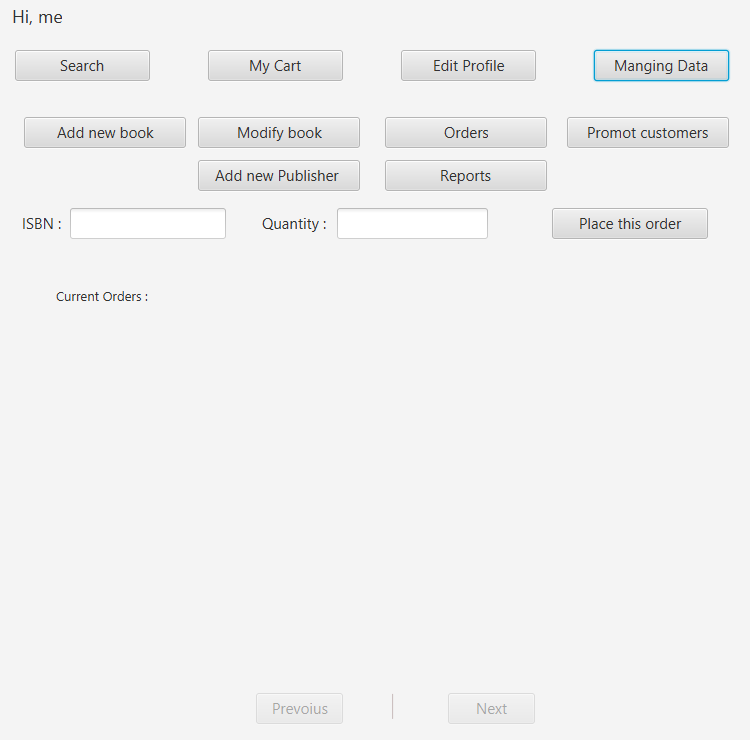 Hi, me
Search My Cart Edit Profile Manging Data
Add new book Modify book Orders Promot customers
Add new Publisher Reports
ISBN : Quantity : Place this order
Current Orders :
Prevoius Next